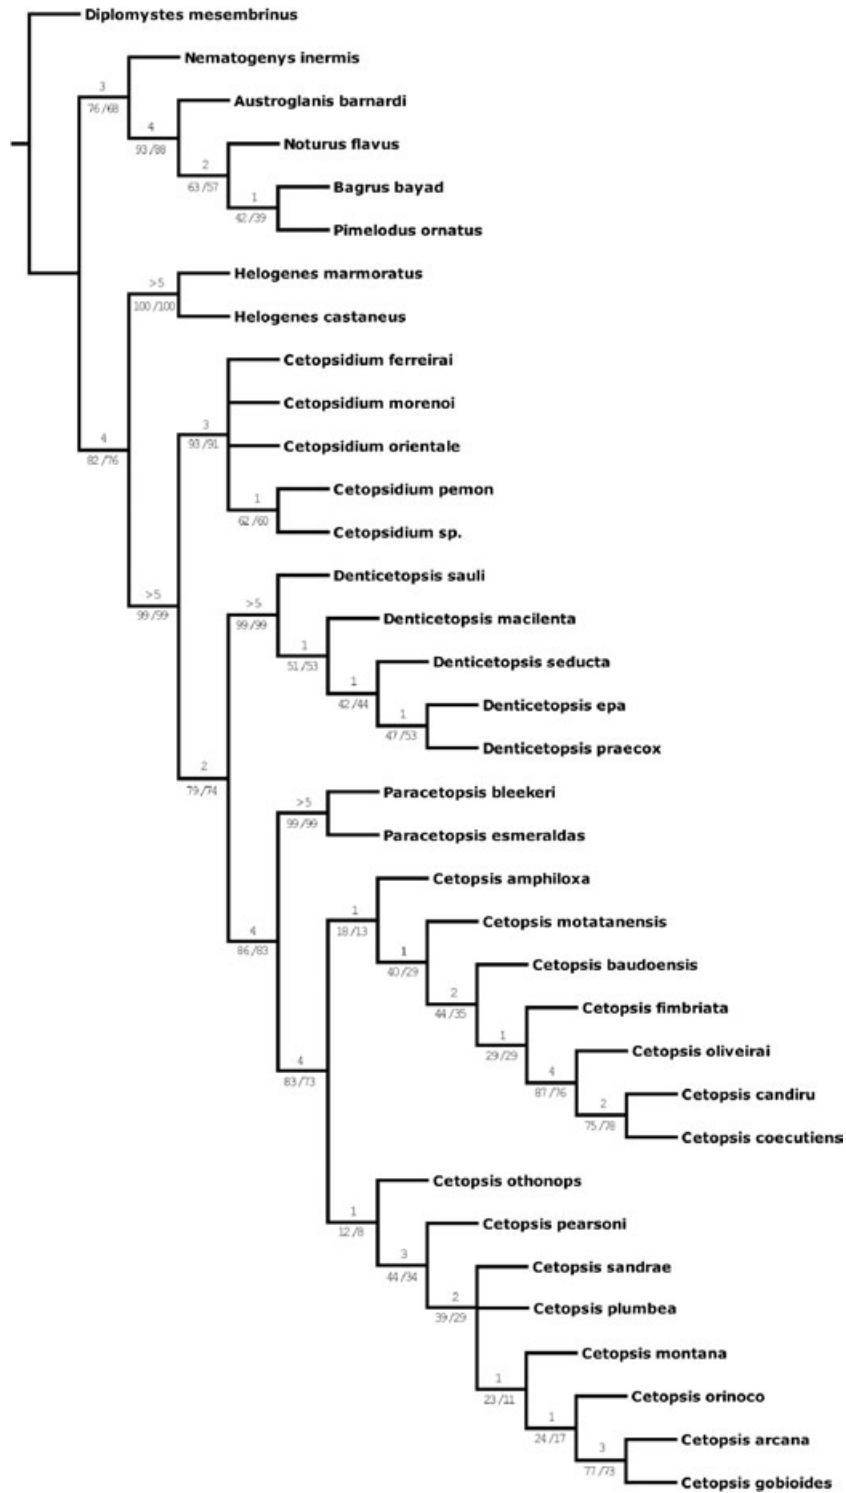 Diplomystes mesembrinus
Nematogenys inermis
3
76/68
Austroglanis barnardi
4
93/88
Noturus flavus
2
63/57
Bagrus bayad
1
42/39
Pimelodus ornatus
Helogenes marmoratus
>5
100/100
Helogenes castaneus
Cetopsidium ferreirai
Cetopsidium morenoi
3
93/91
Cetopsidium orientale
4
82/76
Cetopsidium pemon
1
62/60
Cetopsidium sp.
Denticetopsis sauli
>5
99/99
>5
99/99
Denticetopsis macilenta
1
51/53
Denticetopsis seducta
1
42/44
Denticetopsis epa
1
47/53
Denticetopsis praecox
2
79/74
Paracetopsis bleekeri
>5
99/99
Paracetopsis esmeraldas
Cetopsis amphiloxa
1
18/13
Cetopsis motatanensis
4
86/83
1
40/29
Cetopsis baudoensis
2
44/35
Cetopsis fimbriata
1
29/29
Cetopsis oliveirai
4
83/73
4
87/76
Cetopsis candiru
2
75/78
Cetopsis coecutiens
Cetopsis othonops
1
12/8
Cetopsis pearsoni
3
44/34
Cetopsis sandrae
2
39/29
Cetopsis plumbea
Cetopsis montana
1
23/11
Cetopsis orinoco
1
24/17
Cetopsis arcana
3
77/73
Cetopsis gobioides